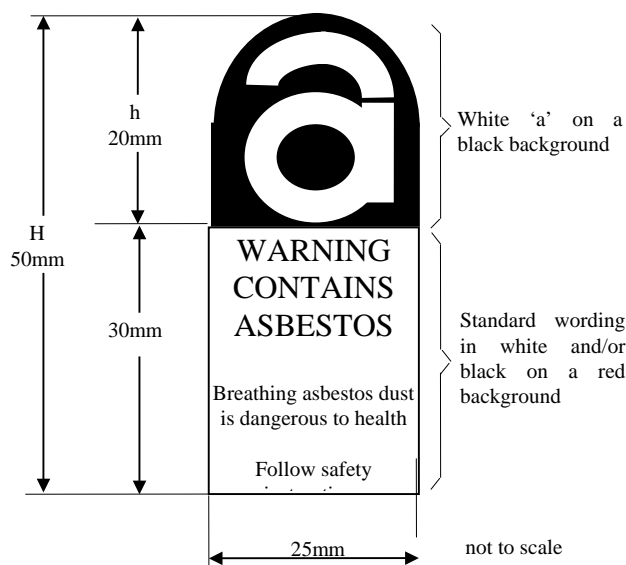 h
20mm
H
50mm
30mm
a
White ‘a’ on a
black background
WARNING
CONTAINS
ASBESTOS
Breathing asbestos dust
is dangerous to health
Follow safety
Standard wording
in white and/or
black on a red
background
25mm
not to scale